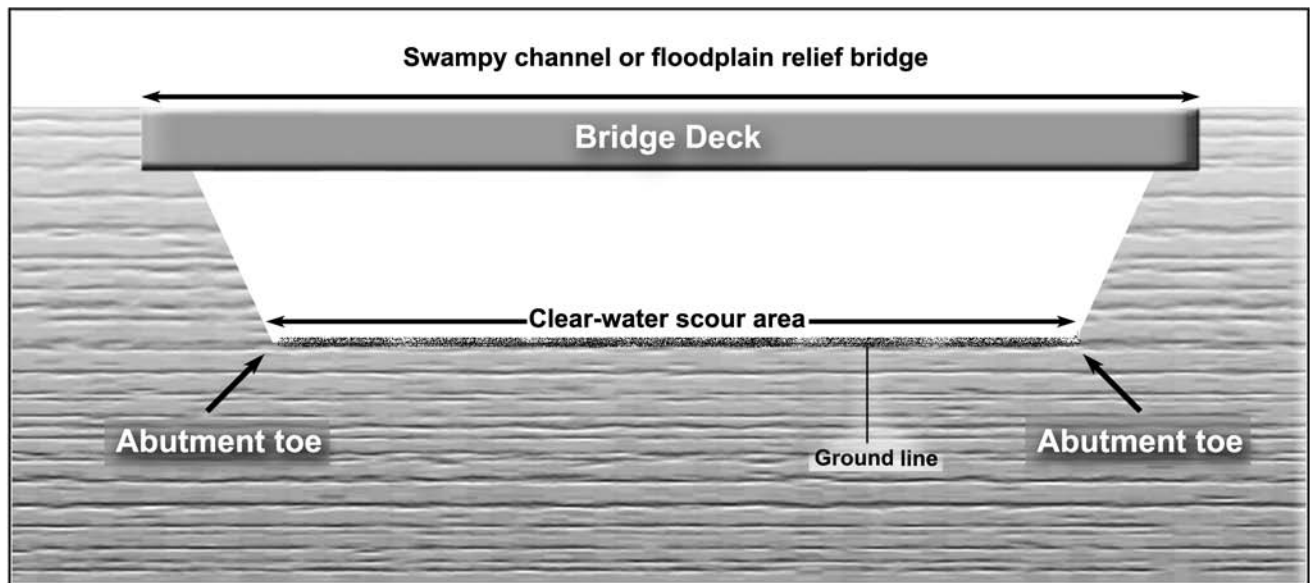 Swampy channel or floodplain relief bridge
Bridge Deck
Clear-water scour area
Abutment toe
Abutment toe
Ground line